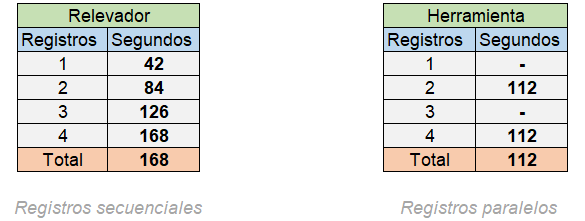 Relevador
Registros Segundos
1 42
2 84
3 126
4 168
Total 168
Registros secuenciales
Herramienta
Registros Segundos
1 -
2 112
3 -
4 112
Total 112
Registros paralelos